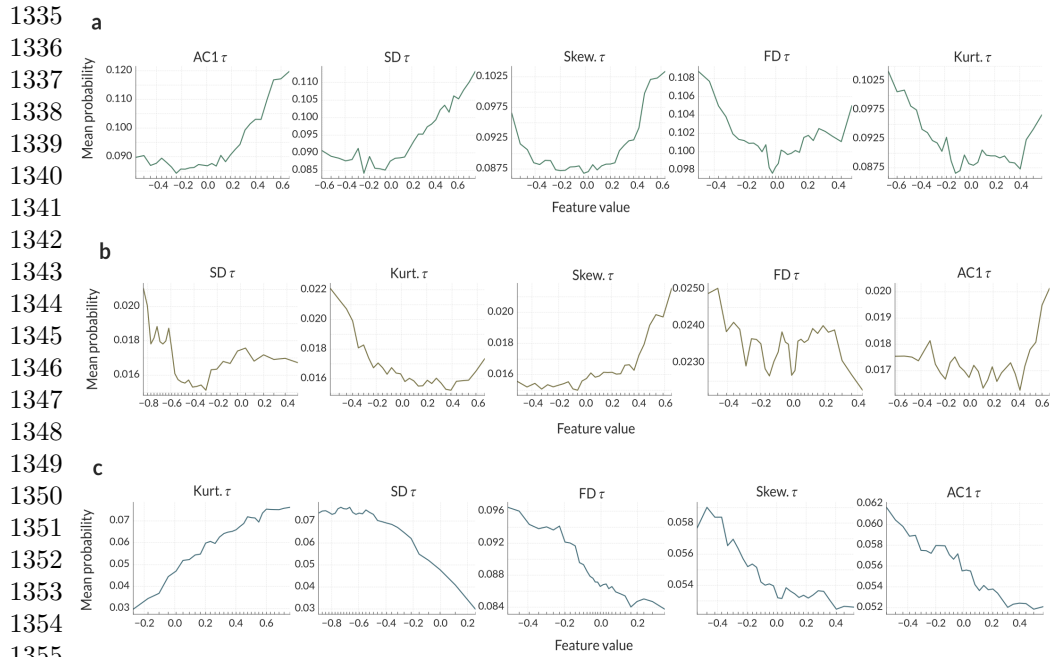 1335
a
1336
AC1 τ SD τ Skew. τ FD τ Kurt. τ
1337
0.120 0.110 0.1025 0.108 0.1025
1338
0.110 0.105 0.0975 0.106 0.0975
1339
0.100 0.100 0.104
0.095 0.0925 0.102 0.0925
1340
0.090 0.090 0.100
0.085 0.0875 0.098 0.0875
Mean probability
−0.4 −0.2 0.0 0.2 0.4 0.6 −0.4 −0.2 0.0 0.2 0.4 0.6 −0.4 −0.2 0.0 0.2 0.4 0.6 −0.4 −0.2 0.0 0.2 0.4 −0.6 −0.4 −0.2 0.0 0.2 0.4
1341
Feature value
1342
b
1343
SD τ Kurt. τ Skew. τ FD τ AC1 τ
1344
0.020 0.022 0.020 0.0250 0.020
1345
0.018 0.020 0.018 0.0240 0.019
1346
0.016 0.018 0.016 0.0230 0.018
0.016 0.017
Mean probability
1347
−0.8 −0.6 −0.4 −0.2 0.0 0.2 0.4 −0.4 −0.2 0.0 0.2 0.4 0.6 −0.4 −0.2 0.0 0.2 0.4 0.6 −0.4 −0.2 0.0 0.2 0.4 −0.6 −0.4 −0.2 0.0 0.2 0.4 0.6
1348
Feature value
1349
c
1350
Kurt. τ SD τ FD τ Skew. τ AC1 τ
1351
0.07 0.07 0.096 0.058 0.062
1352
0.06 0.06 0.092 0.056 0.060
0.05 0.05 0.058
1353
0.04 0.04 0.088 0.054 0.056
0.054
1354
0.03 0.03 0.084 0.052
Mean probability
−0.2 0.0 0.2 0.4 0.6 −0.8 −0.6 −0.4 −0.2 0.0 0.2 −0.4 −0.2 0.0 0.2 −0.4 −0.2 0.0 0.2 0.4 −0.4 −0.2 0.0 0.2 0.4
Feature value
1355